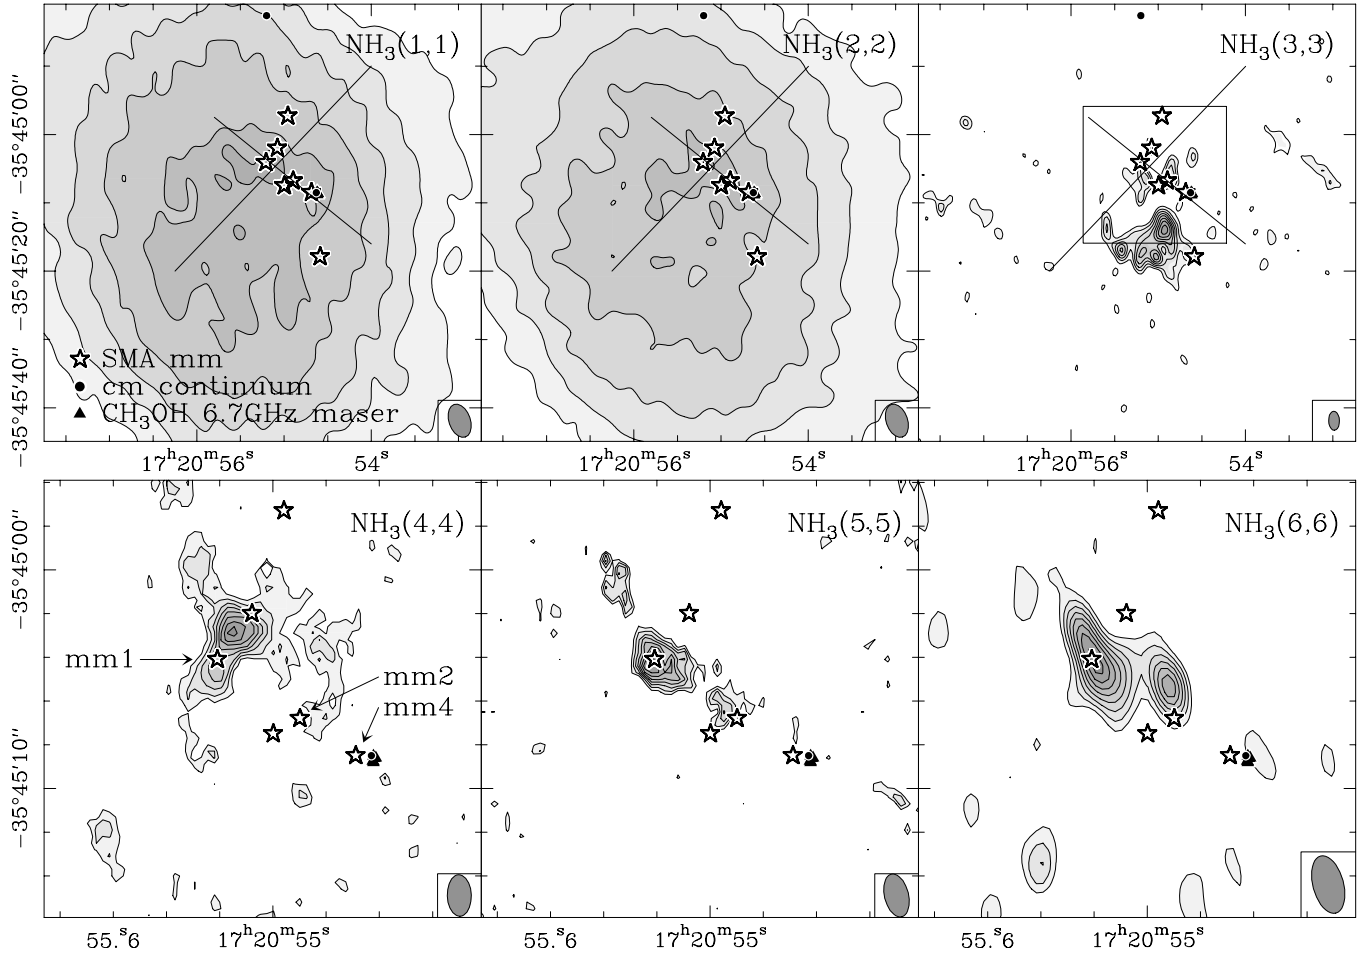 NH₃(1,1)
NH₃(2,2)
NH₃(3,3)
−35°45′00″
−35°45′20″
−35°45′40″
SMA mm
cm continuum
CH₃OH 6.7GHz maser
17ʰ20ᵐ56ˢ
54ˢ
17ʰ20ᵐ56ˢ
54ˢ
17ʰ20ᵐ56ˢ
54ˢ
NH₃(4,4)
NH₃(5,5)
NH₃(6,6)
−35°45′00″
−35°45′10″
mm1
mm2
mm4
55.ˢ6
17ʰ20ᵐ55ˢ
55.ˢ6
17ʰ20ᵐ55ˢ
55.ˢ6
17ʰ20ᵐ55ˢ